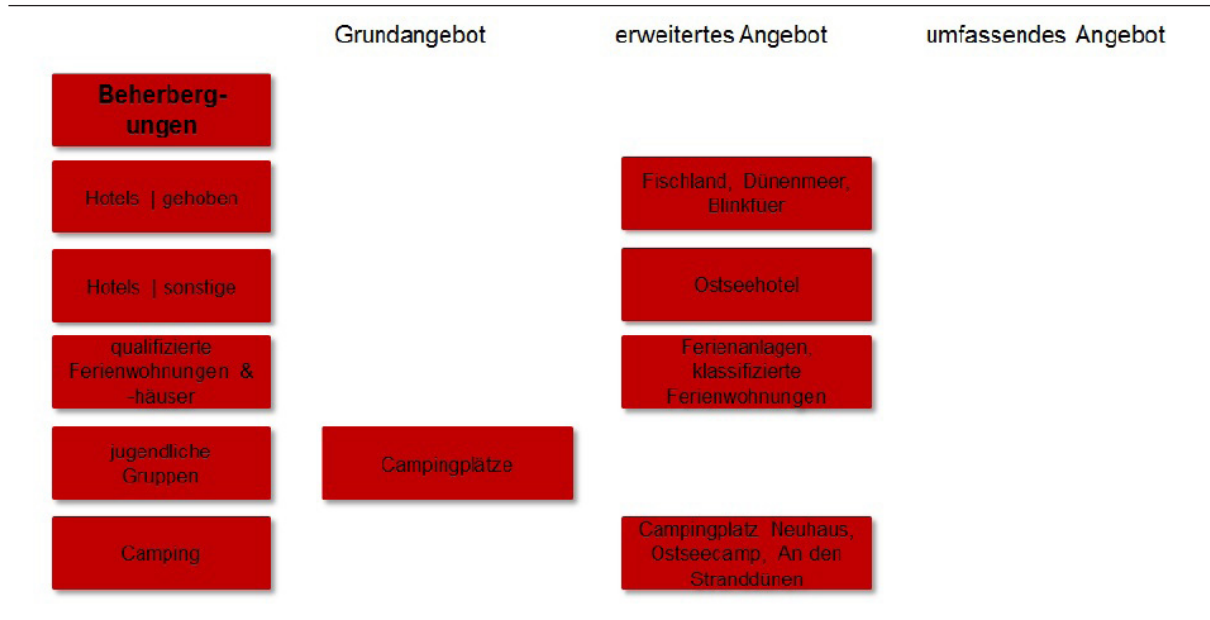 Grundangebot erweitertes Angebot umfassendes Angebot
Beherberg-
ungen
Hotels | gehoben
Fischland, Dünenmeer,
Blinkfüer
Hotels | sonstige
Ostseehotel
qualifizierte
Ferienwohnungen &
-häuser
Ferienanlagen,
klassifizierte
Ferienwohnungen
jugendliche
Gruppen
Campingplätze
Camping
Campingplatz Neuhaus,
Ostseecamp, An den
Stranddünen